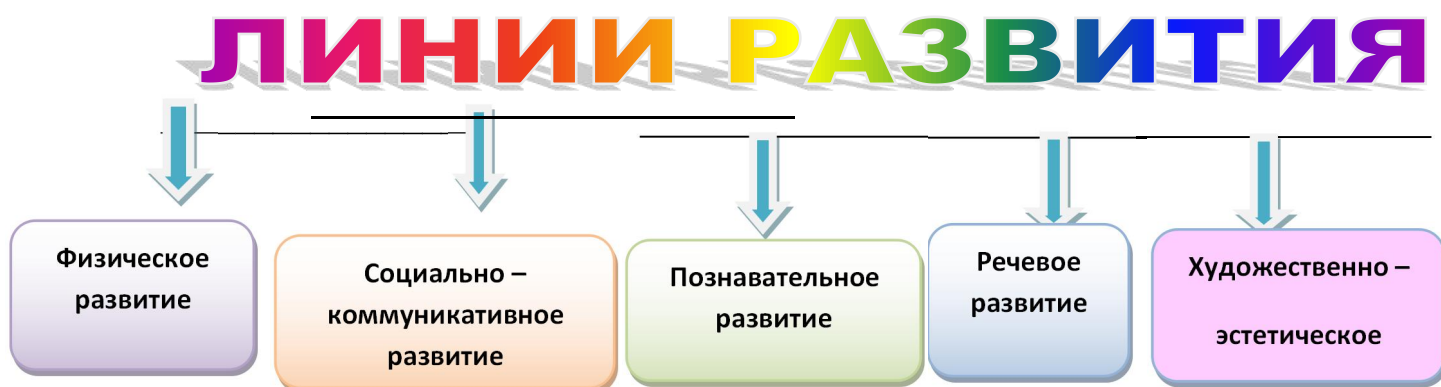 ЛИНИИ РАЗВИТИЯ
Физическое
развитие
Социально –
коммуникативное
развитие
Познавательное
развитие
Речевое
развитие
Художественно –
эстетическое